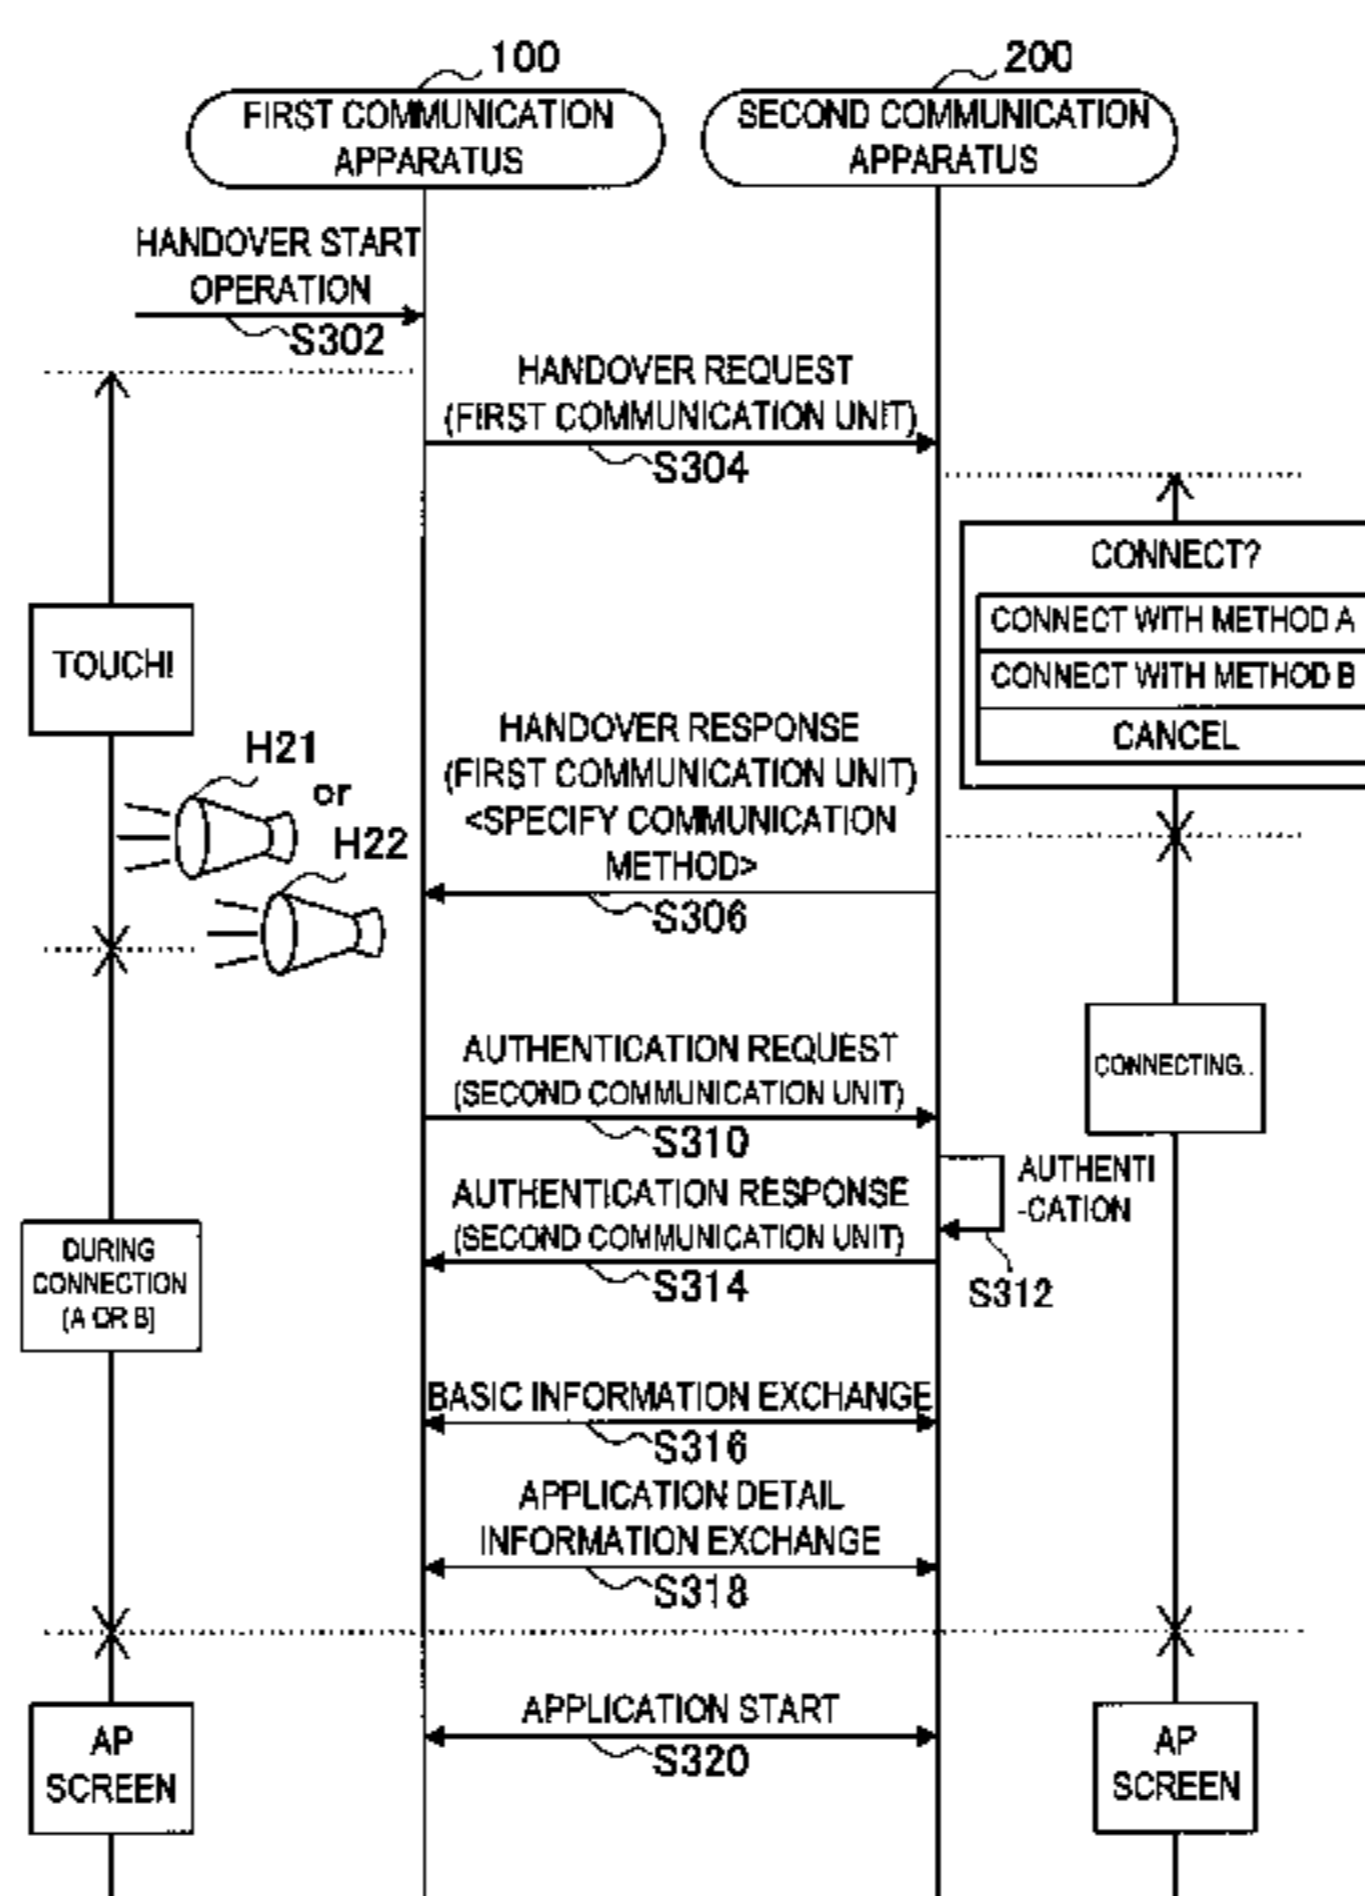 100
200
FIRST COMMUNICATION
APPARATUS
SECOND COMMUNICATION
APPARATUS
HANDOVER START
OPERATION
S302
HANDOVER REQUEST
(FIRST COMMUNICATION UNIT)
S304
CONNECT?
CONNECT WITH METHOD A
CONNECT WITH METHOD B
CANCEL
TOUCH!
H21
or
H22
HANDOVER RESPONSE
(FIRST COMMUNICATION UNIT)
<SPECIFY COMMUNICATION
METHOD>
S306
AUTHENTICATION REQUEST
(SECOND COMMUNICATION UNIT)
S310
CONNECTING..
AUTHENTI
-CATION
S312
AUTHENTICATION RESPONSE
(SECOND COMMUNICATION UNIT)
S314
DURING
CONNECTION
(A OR B)
BASIC INFORMATION EXCHANGE
S316
APPLICATION DETAIL
INFORMATION EXCHANGE
S318
APPLICATION START
S320
AP
SCREEN
AP
SCREEN